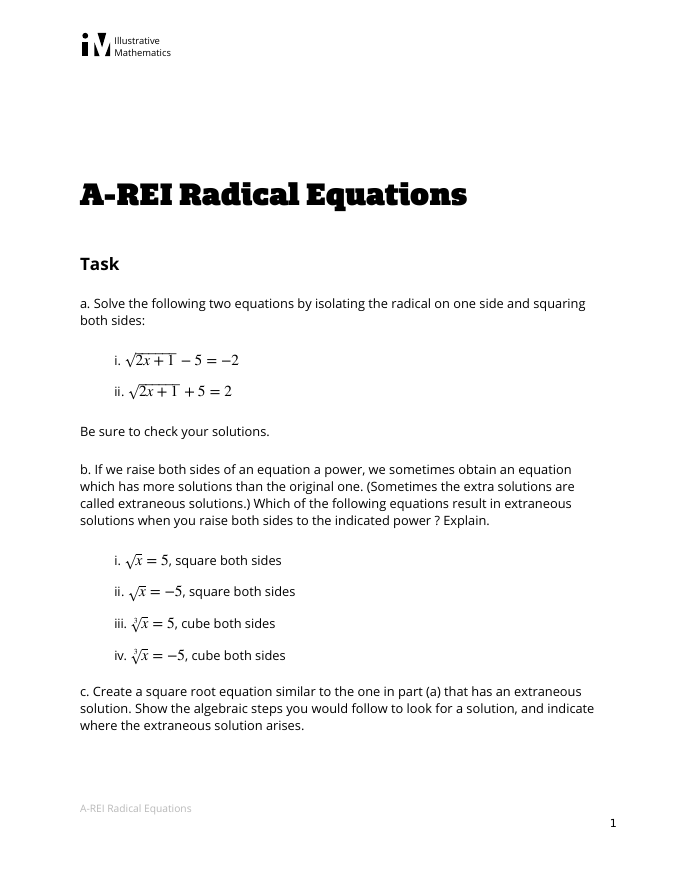 Illustrative
Mathematics
A-REI Radical Equations
Task
a. Solve the following two equations by isolating the radical on one side and squaring
both sides:
i. √(2x + 1) − 5 = −2
ii. √(2x + 1) + 5 = 2
Be sure to check your solutions.
b. If we raise both sides of an equation a power, we sometimes obtain an equation
which has more solutions than the original one. (Sometimes the extra solutions are
called extraneous solutions.) Which of the following equations result in extraneous
solutions when you raise both sides to the indicated power ? Explain.
i. √x = 5, square both sides
ii. √x = −5, square both sides
iii. ∛x = 5, cube both sides
iv. ∛x = −5, cube both sides
c. Create a square root equation similar to the one in part (a) that has an extraneous
solution. Show the algebraic steps you would follow to look for a solution, and indicate
where the extraneous solution arises.
A-REI Radical Equations
1